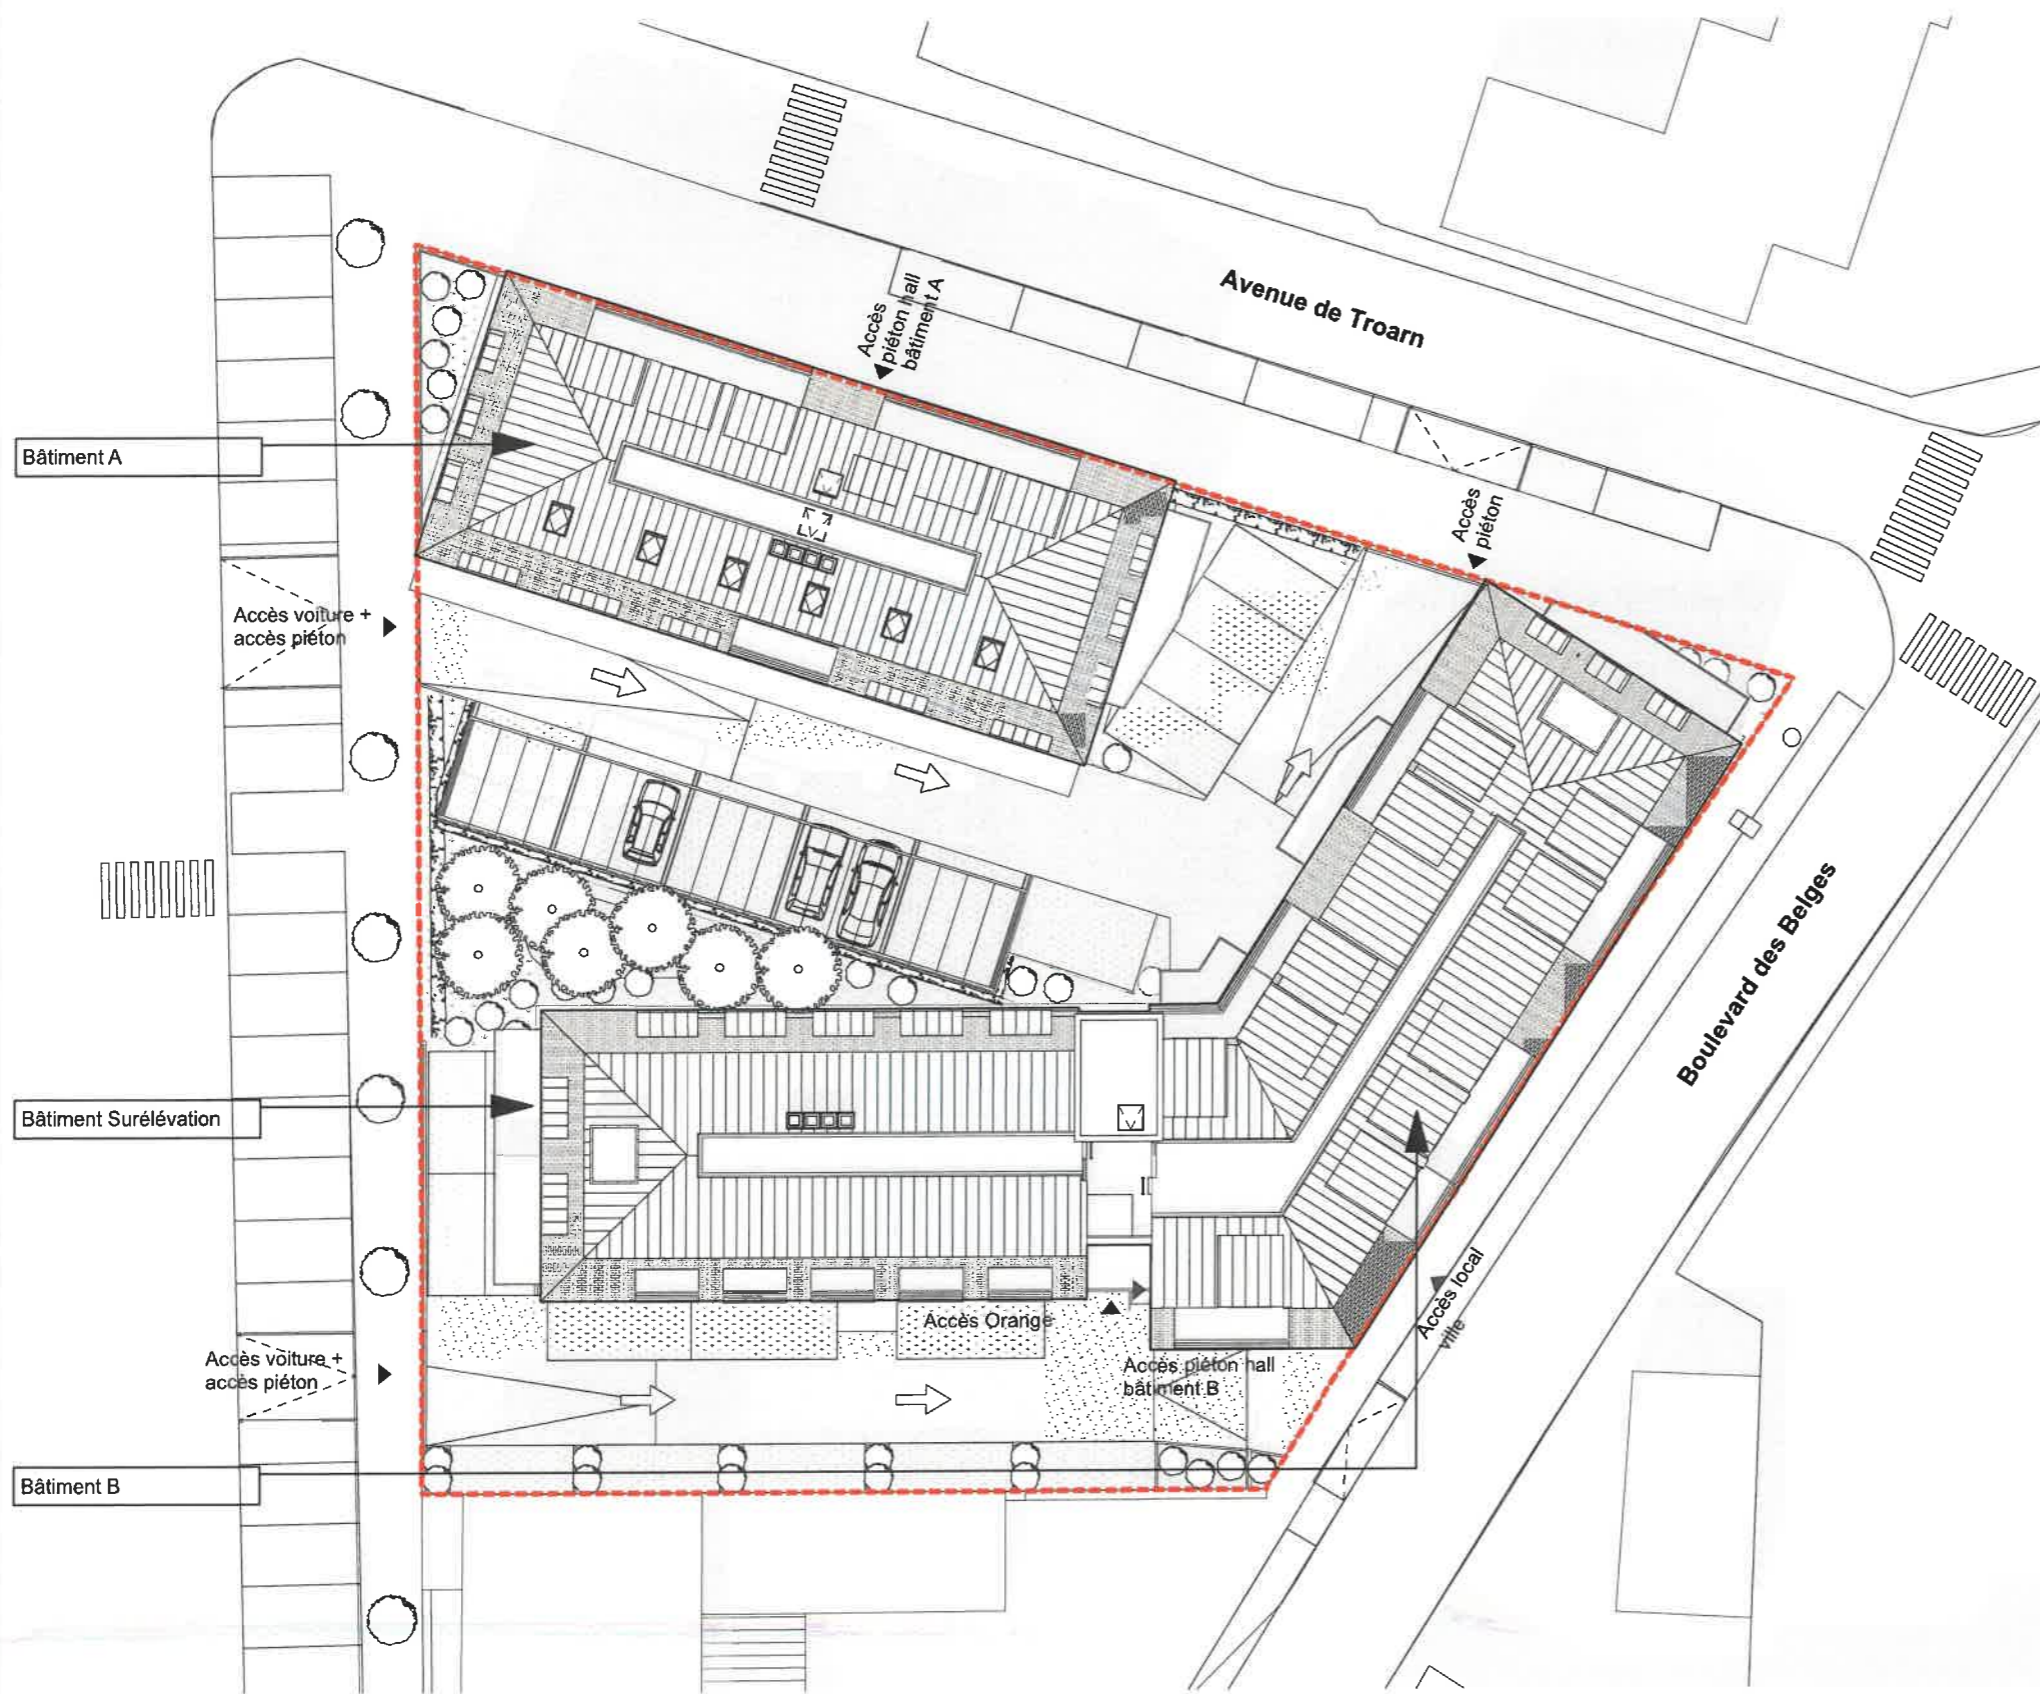 Avenue de Troarn
Accès
piéton hall
bâtiment A
Bâtiment A
Accès
piéton
Accès voiture +
accès piéton
Boulevard des Belges
Bâtiment Surélévation
Accès local
ville
Accès Orange
Accès voiture +
accès piéton
Accès piéton hall
bâtiment B
Bâtiment B